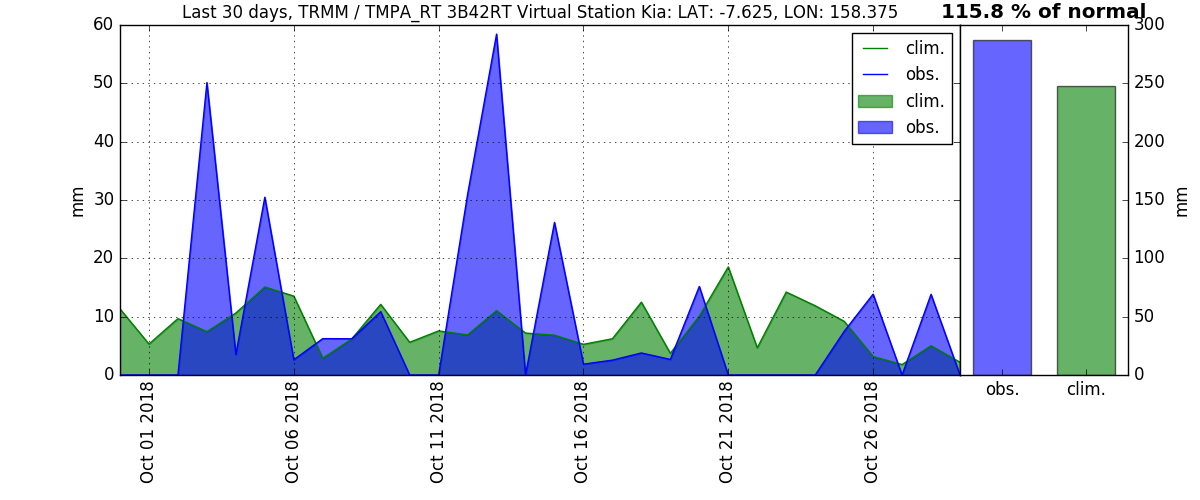 Last 30 days, TRMM / TMPA_RT 3B42RT Virtual Station Kia: LAT: -7.625, LON: 158.375
115.8 % of normal
60
50
40
30
20
10
0
mm
clim.
obs.
clim.
obs.
300
250
200
150
100
50
0
mm
Oct 01 2018
Oct 06 2018
Oct 11 2018
Oct 16 2018
Oct 21 2018
Oct 26 2018
obs.
clim.